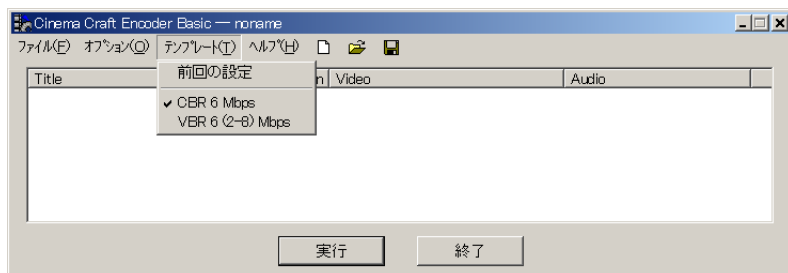 Cinema Craft Encoder Basic — noname
ファイル(F) オプション(O) テンプレート(T) ヘルプ(H)
前回の設定
Title Video Audio
✓ CBR 6 Mbps
VBR 6 (2-8) Mbps
実行 終了